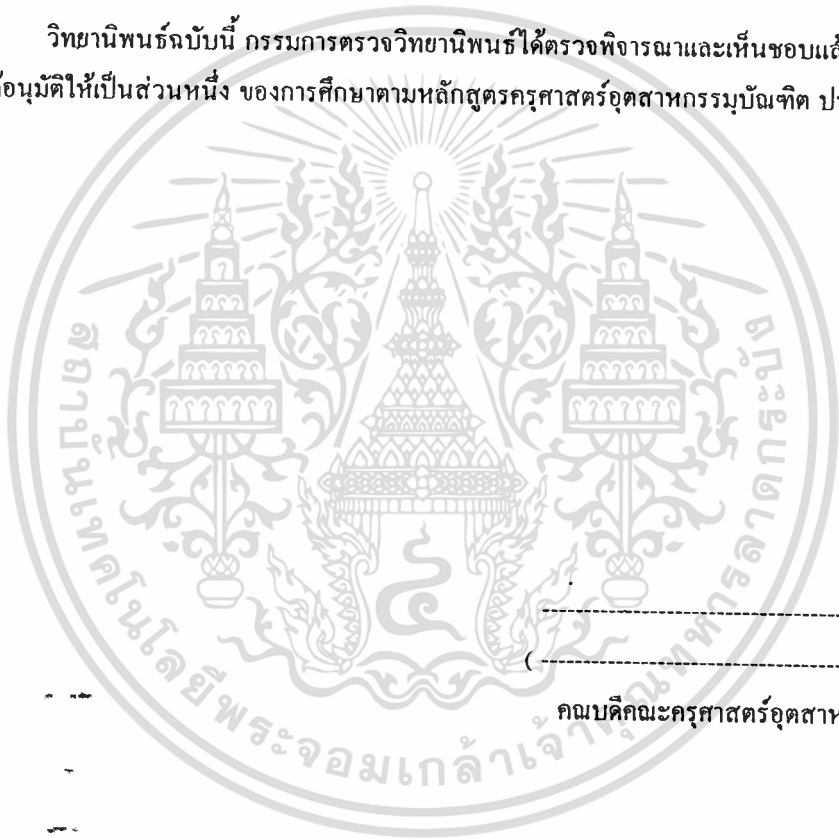 วิทยานิพนธ์ฉบับนี้ กรรมการตรวจวิทยานิพนธ์ได้ตรวจพิจารณาและเห็นชอบแล้
อนุมัติให้เป็นส่วนหนึ่ง ของการศึกษาตามหลักสูตรครุศาสตร์อุตสาหกรรมบัณฑิต ป
สถาบันเทคโนโลยีพระจอมเกล้าเจ้าคุณทหารลาดกระบัง
(
คณบดีคณะครุศาสตร์อุตสาห